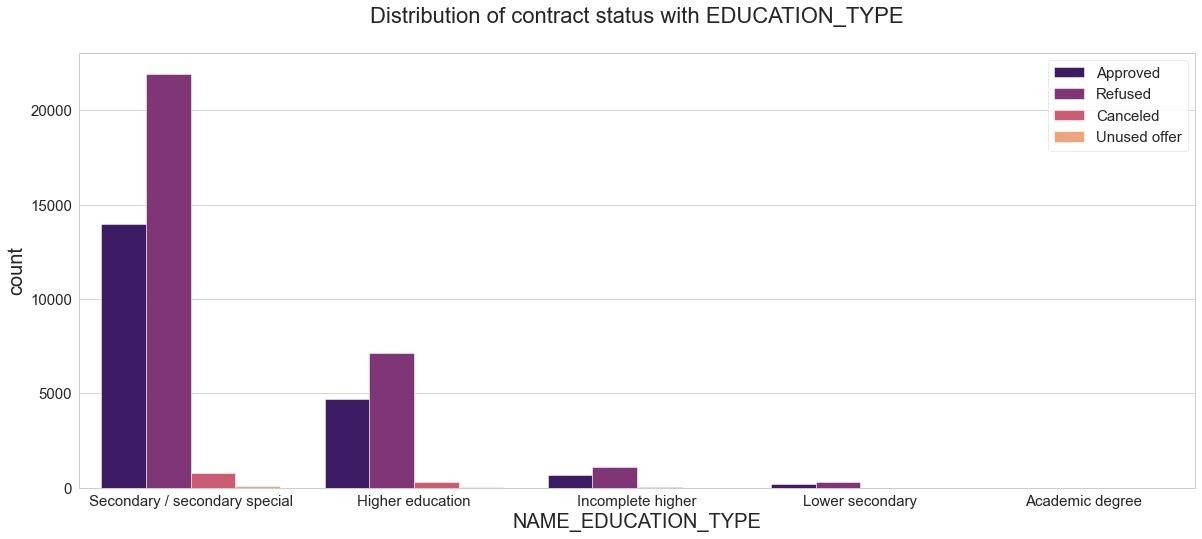 Distribution of contract status with EDUCATION_TYPE
Approved
Refused
Canceled
Unused offer
20000
15000
10000
5000
0
count
Secondary / secondary special
Higher education
Incomplete higher
Lower secondary
Academic degree
NAME_EDUCATION_TYPE